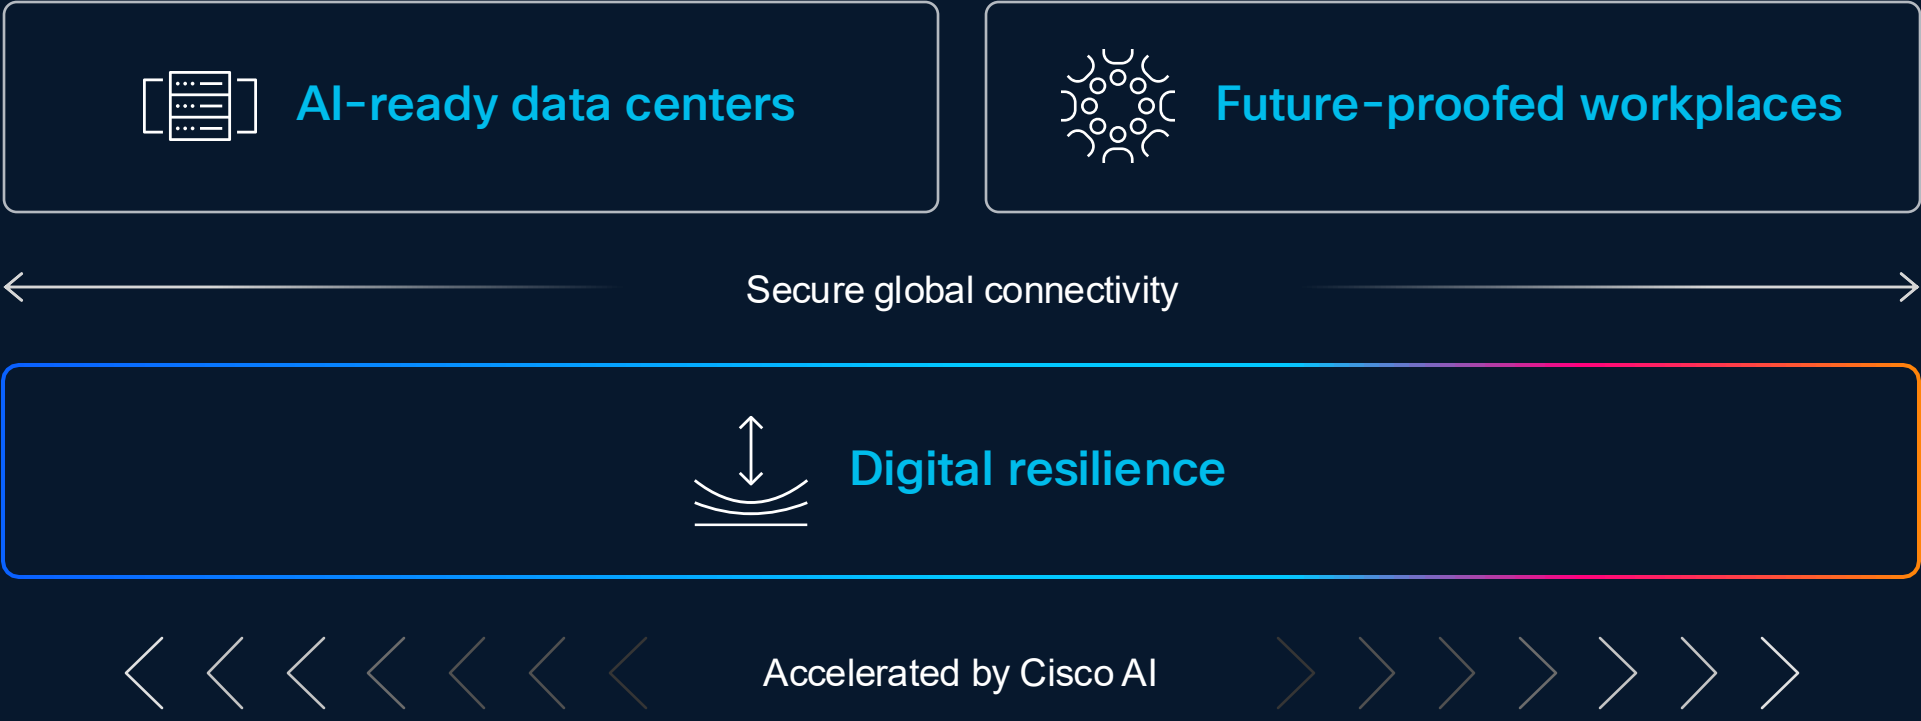 AI-ready data centers
Future-proofed workplaces
Secure global connectivity
Digital resilience
Accelerated by Cisco AI